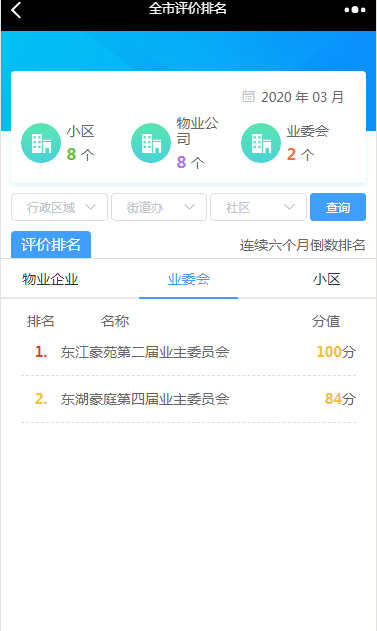 全市评价排名
2020 年 03 月
小区
8 个
物业公司
8 个
业委会
2 个
行政区域 街道办 社区 查询
评价排名 连续六个月倒数排名
物业企业 业委会 小区
排名 名称 分值
1. 东江豪苑第二届业主委员会 100分
2. 东湖豪庭第四届业主委员会 84分